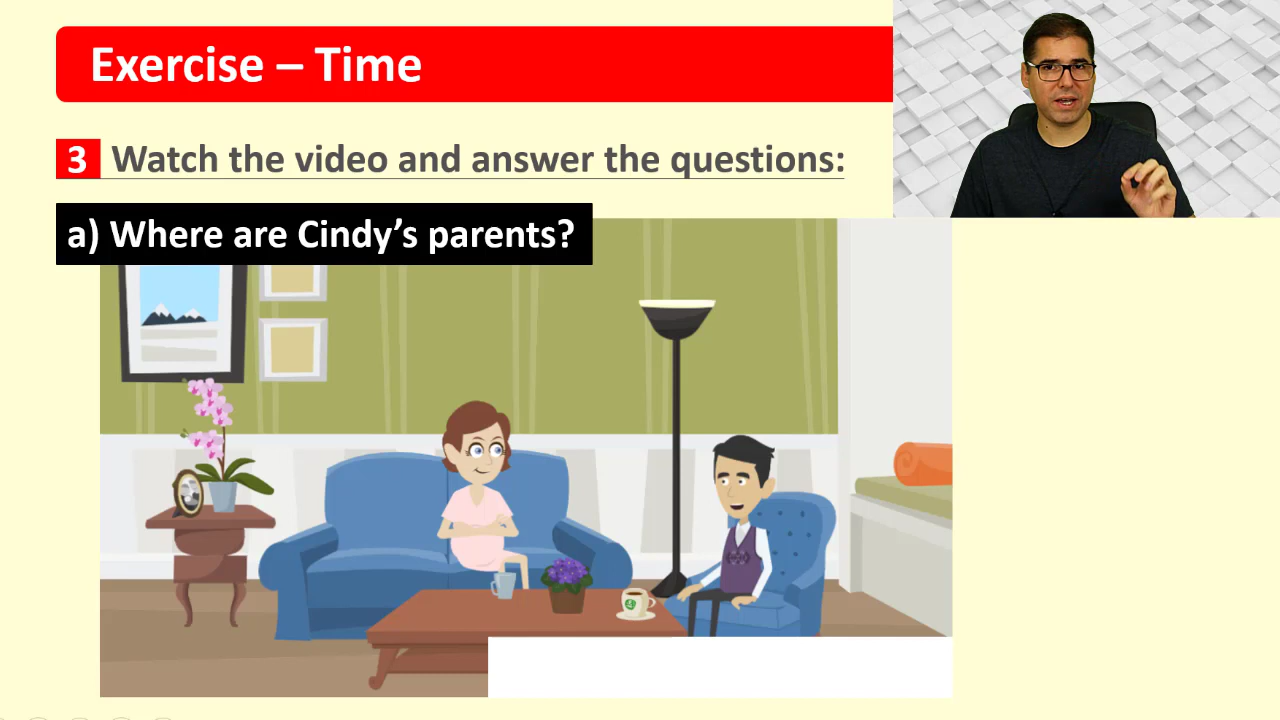 Exercise – Time
3 Watch the video and answer the questions:
a) Where are Cindy’s parents?